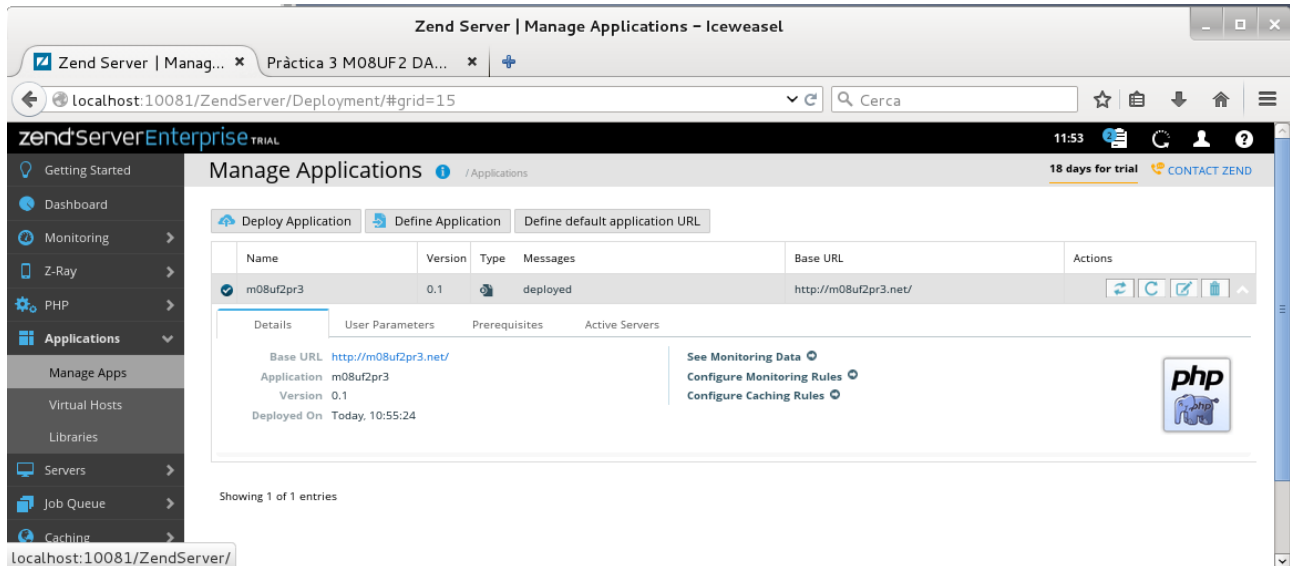 Zend Server | Manage Applications – Iceweasel
Zend Server | Manag... × Pràctica 3 M08UF2 DA... ×
localhost:10081/ZendServer/Deployment/#grid=15 Cerca
zend'serverEnterprise TRIAL 11:53 2
Getting Started Manage Applications /Applications 18 days for trial CONTACT ZEND
Dashboard
Deploy Application Define Application Define default application URL
Monitoring
Name Version Type Messages Base URL Actions
Z-Ray
m08uf2pr3 0.1 deployed http://m08uf2pr3.net/
PHP
Details User Parameters Prerequisites Active Servers
Applications
Base URL http://m08uf2pr3.net/ See Monitoring Data
Manage Apps
Application m08uf2pr3 Configure Monitoring Rules
Version 0.1 Configure Caching Rules
php
Virtual Hosts
Deployed On Today, 10:55:24
php
Libraries
Servers
Showing 1 of 1 entries
Job Queue
Caching
localhost:10081/ZendServer/